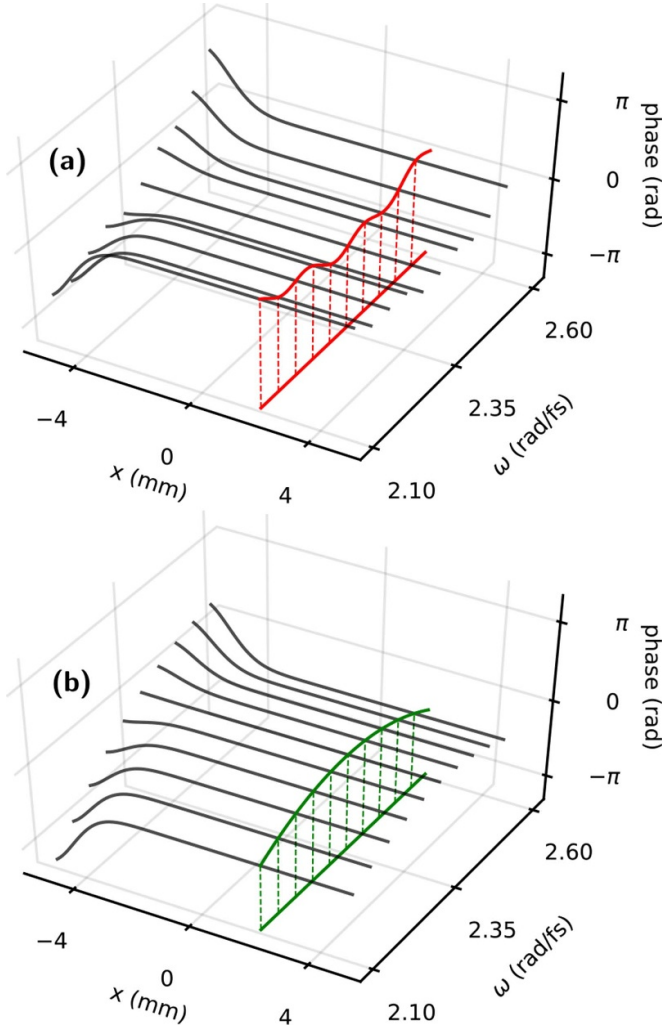 (a)
π
0
−π
phase (rad)
2.60
2.35
2.10
ω (rad/fs)
−4
0
4
x (mm)
(b)
π
0
−π
phase (rad)
2.60
2.35
2.10
ω (rad/fs)
−4
0
4
x (mm)